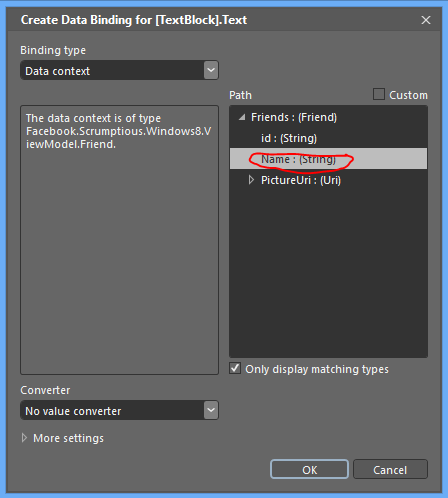 Create Data Binding for [TextBlock].Text
Binding type
Data context
The data context is of type
Facebook.Scrumptious.Windows8.V
iewModel.Friend.
Path
Custom
Friends : (Friend)
id : (String)
Name : (String)
PictureUri : (Uri)
Only display matching types
Converter
No value converter
More settings
OK
Cancel